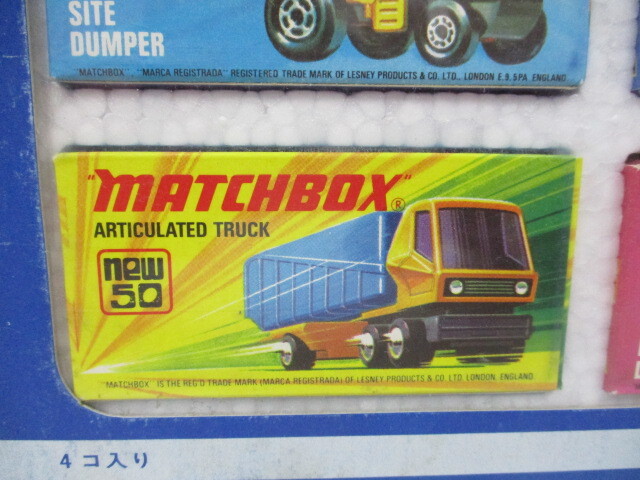 SITE
DUMPER
"MATCHBOX", "MARCA REGISTRADA" REGISTERED TRADE MARK OF LESNEY PRODUCTS & CO. LTD., LONDON E.9.5PA ENGLAND
"MATCHBOX"®
ARTICULATED TRUCK
new
50
"MATCHBOX" IS THE REG'D TRADE MARK (MARCA REGISTRADA) OF LESNEY PRODUCTS & CO. LTD. LONDON, ENGLAND
4コ入り